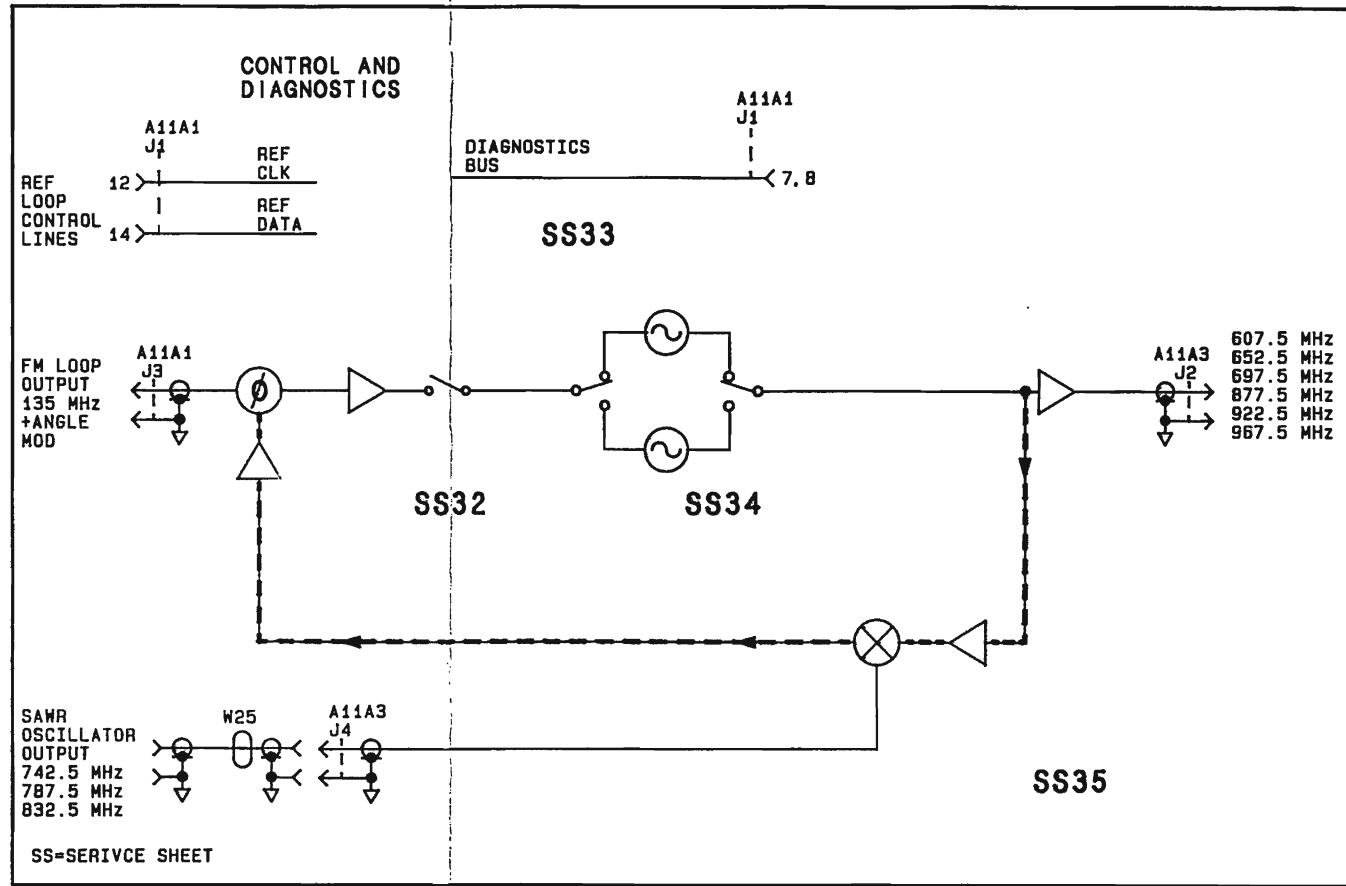 CONTROL AND
DIAGNOSTICS
A11A1
J1
REF
LOOP
CONTROL
LINES
12
REF
CLK
14
REF
DATA
DIAGNOSTICS
BUS
A11A1
J1
7,8
SS33
FM LOOP
OUTPUT
135 MHz
+ANGLE
MOD
A11A1
J3
ø
SS32
SS34
A11A3
J2
607.5 MHz
652.5 MHz
697.5 MHz
877.5 MHz
922.5 MHz
967.5 MHz
SAWR
OSCILLATOR
OUTPUT
742.5 MHz
787.5 MHz
832.5 MHz
W25
A11A3
J4
SS35
SS=SERIVCE SHEET